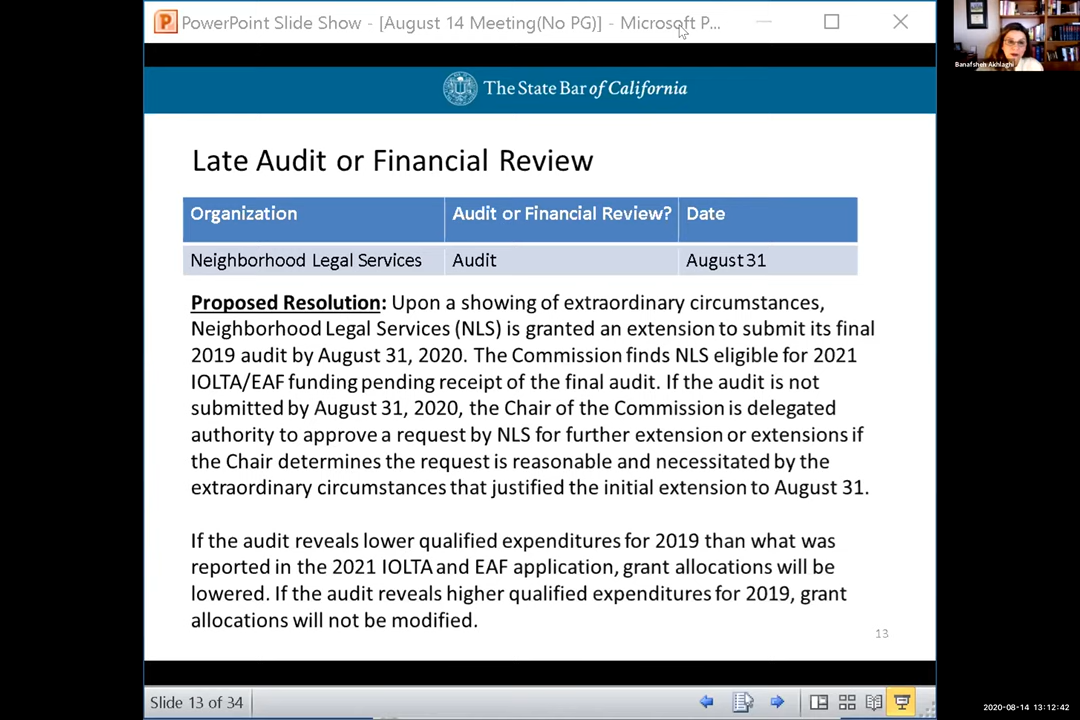 PowerPoint Slide Show - [August 14 Meeting(No PG)] - Microsoft P...
Banafsheh Akhlaghi
The State Bar of California
Late Audit or Financial Review
Organization Audit or Financial Review? Date
Neighborhood Legal Services Audit August 31
Proposed Resolution: Upon a showing of extraordinary circumstances,
Neighborhood Legal Services (NLS) is granted an extension to submit its final
2019 audit by August 31, 2020. The Commission finds NLS eligible for 2021
IOLTA/EAF funding pending receipt of the final audit. If the audit is not
submitted by August 31, 2020, the Chair of the Commission is delegated
authority to approve a request by NLS for further extension or extensions if
the Chair determines the request is reasonable and necessitated by the
extraordinary circumstances that justified the initial extension to August 31.
If the audit reveals lower qualified expenditures for 2019 than what was
reported in the 2021 IOLTA and EAF application, grant allocations will be
lowered. If the audit reveals higher qualified expenditures for 2019, grant
allocations will not be modified.
13
Slide 13 of 34
2020-08-14 13:12:42